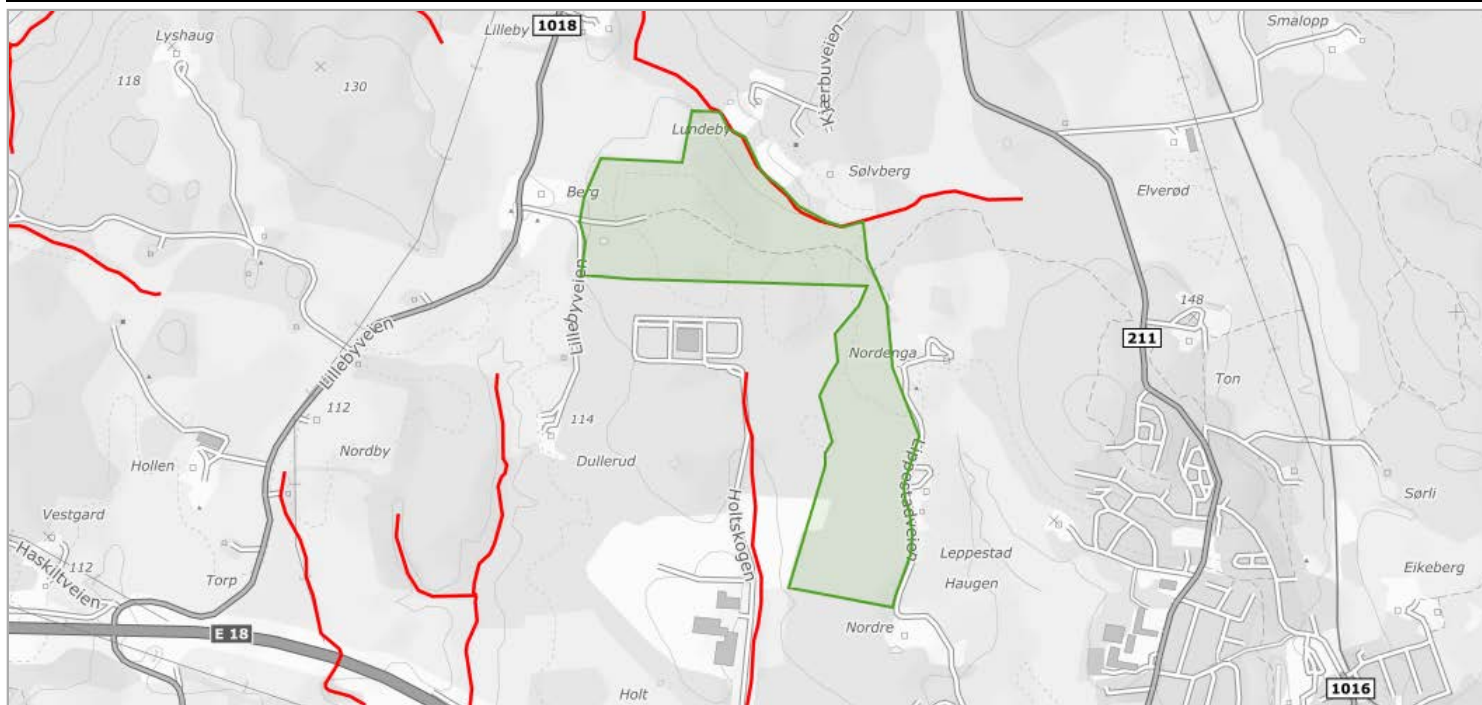 Smalopp
1018
Lilleby
Lyshaug
Kjærbuveien
118
130
Lundeby
Sølvberg
Berg
Elverød
Lillebyveien
148
211
Nordenga
Lillebyveien
Ton
112
114
Nordby
Dullerud
Hollen
Lippestadveien
Holtskogen
Sørli
Vestgard
Haskiltveien
112
Torp
Leppestad
Haugen
Eikeberg
E 18
Nordre
Holt
1016